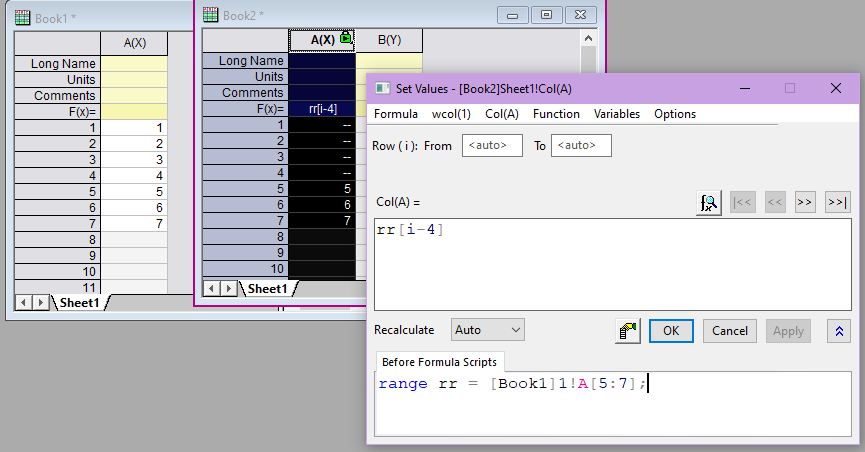 Book1 *
A(X)
Long Name
Units
Comments
F(x)=
1 1
2 2
3 3
4 4
5 5
6 6
7 7
8
9
10
11
Sheet1
Book2 *
A(X) B(Y)
Long Name
Units
Comments
F(x)= rr[i-4]
1 --
2 --
3 --
4 --
5 5
6 6
7 7
8
9
10
Sheet1
Set Values - [Book2]Sheet1!Col(A)
Formula wcol(1) Col(A) Function Variables Options
Row ( i ): From <auto> To <auto>
Col(A) =
fx |<< << >> >>|
rr[i-4]
Recalculate Auto OK Cancel Apply
Before Formula Scripts
range rr = [Book1]1!A[5:7];